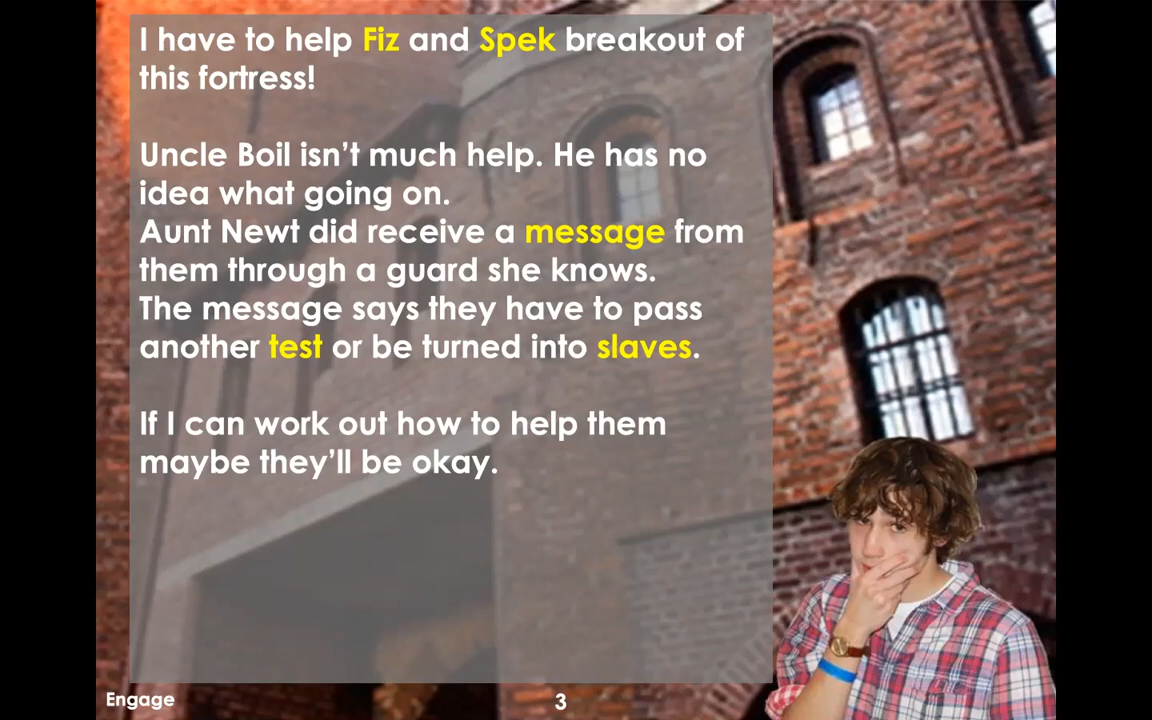 I have to help Fiz and Spek breakout of
this fortress!
Uncle Boil isn't much help. He has no
idea what going on.
Aunt Newt did receive a message from
them through a guard she knows.
The message says they have to pass
another test or be turned into slaves.
If I can work out how to help them
maybe they'll be okay.
Engage
3